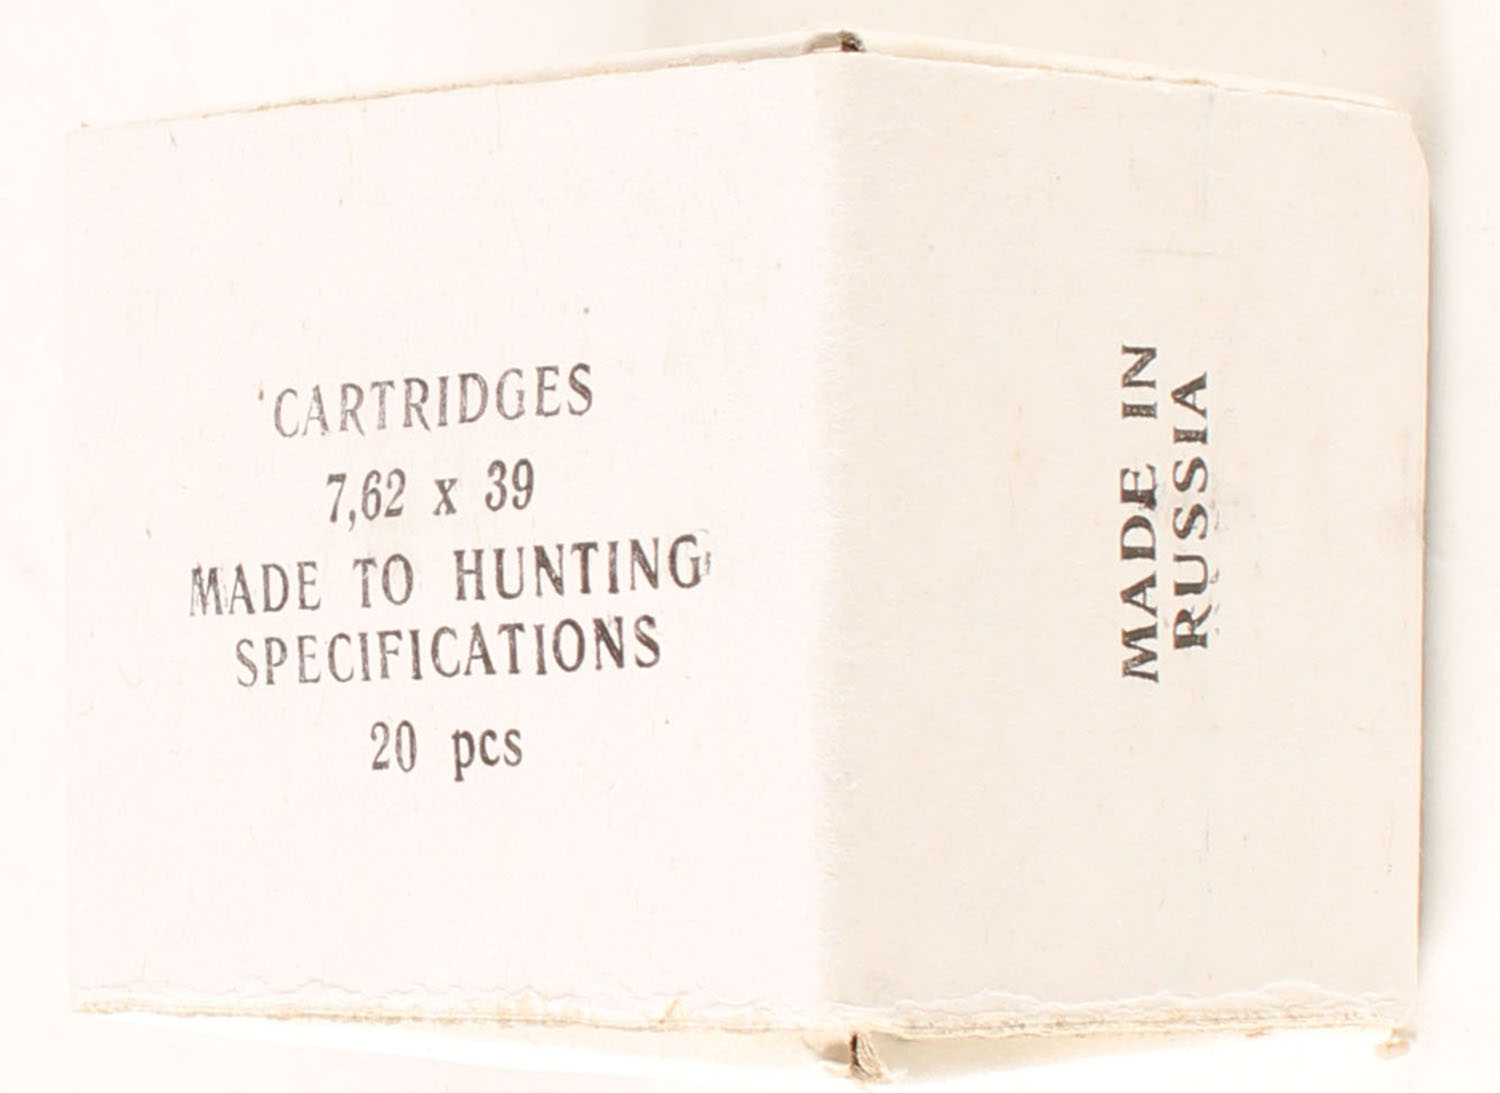 CARTRIDGES
7,62 x 39
MADE TO HUNTING
SPECIFICATIONS
20 pcs
MADE IN
RUSSIA